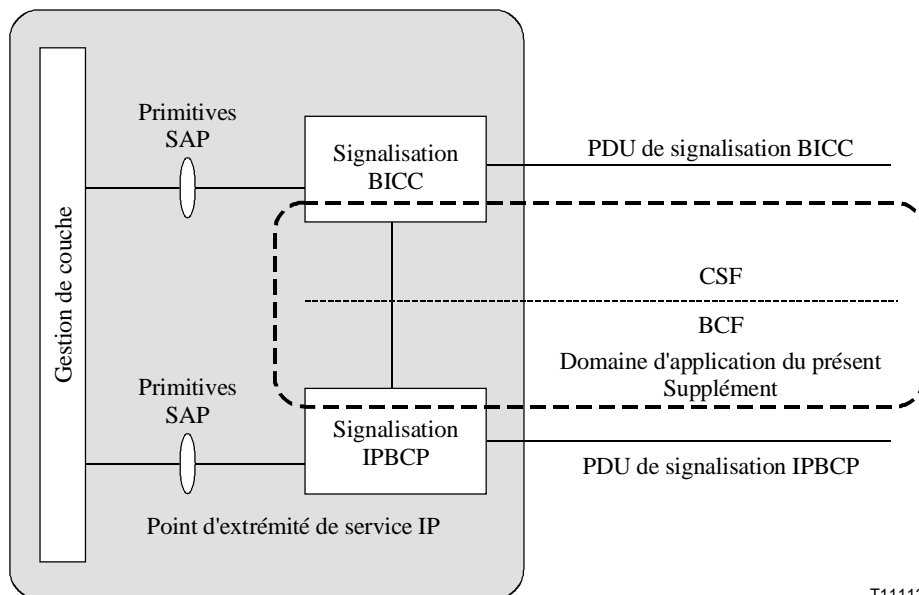 Primitives
SAP
Signalisation
BICC
PDU de signalisation BICC
Gestion de couche
CSF
BCF
Domaine d'application du présent
Supplément
Primitives
SAP
Signalisation
IPBCP
PDU de signalisation IPBCP
Point d'extrémité de service IP